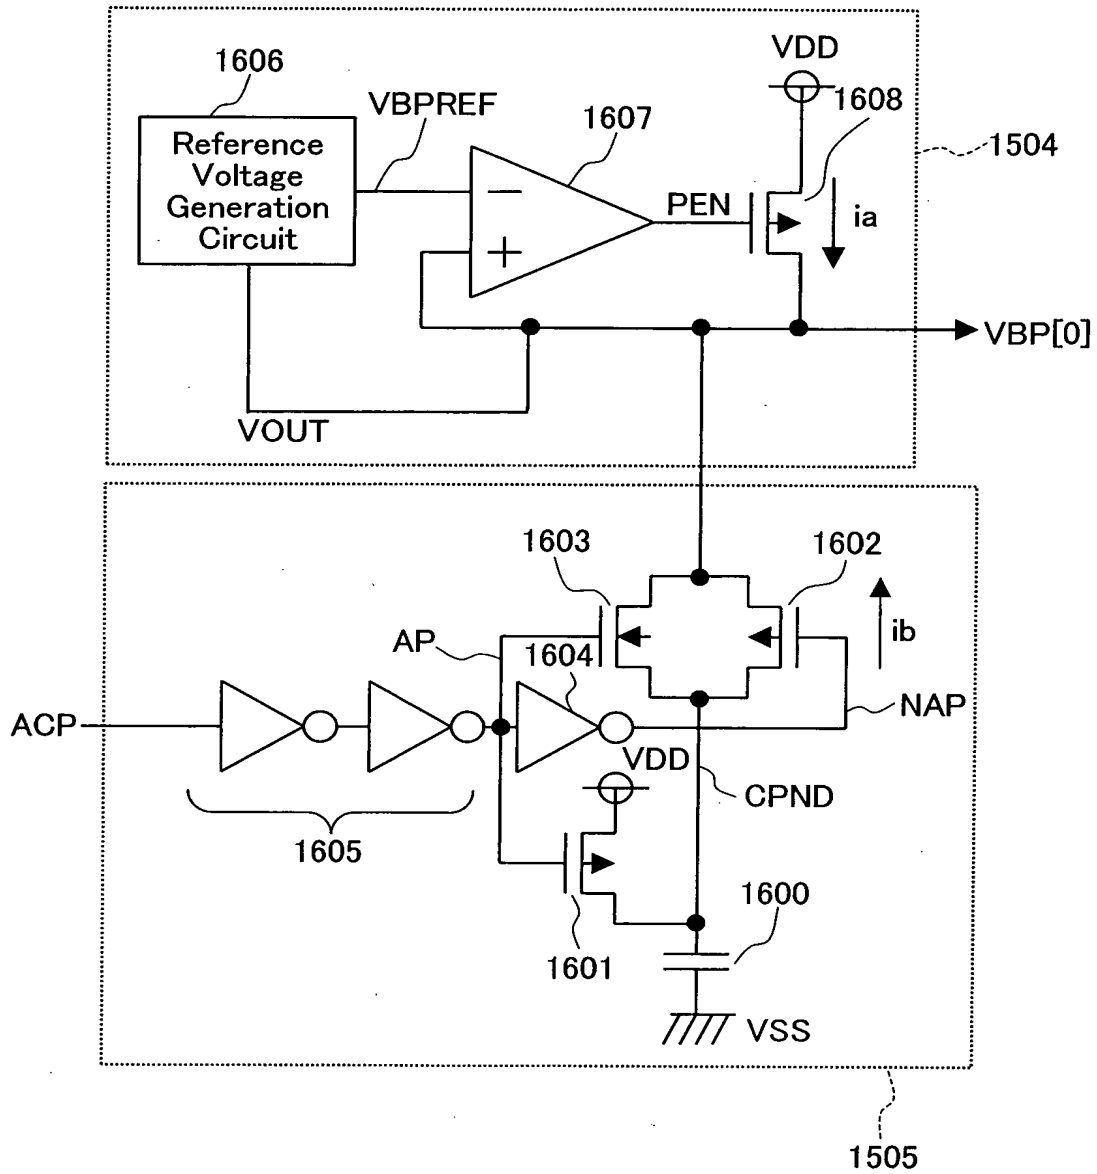 1606
VBPREF
1607
VDD
1608
1504
Reference
Voltage
Generation
Circuit
−
+
PEN
ia
VBP[0]
VOUT
1603
1602
AP
1604
ib
ACP
NAP
VDD
CPND
1605
1600
1601
VSS
1505